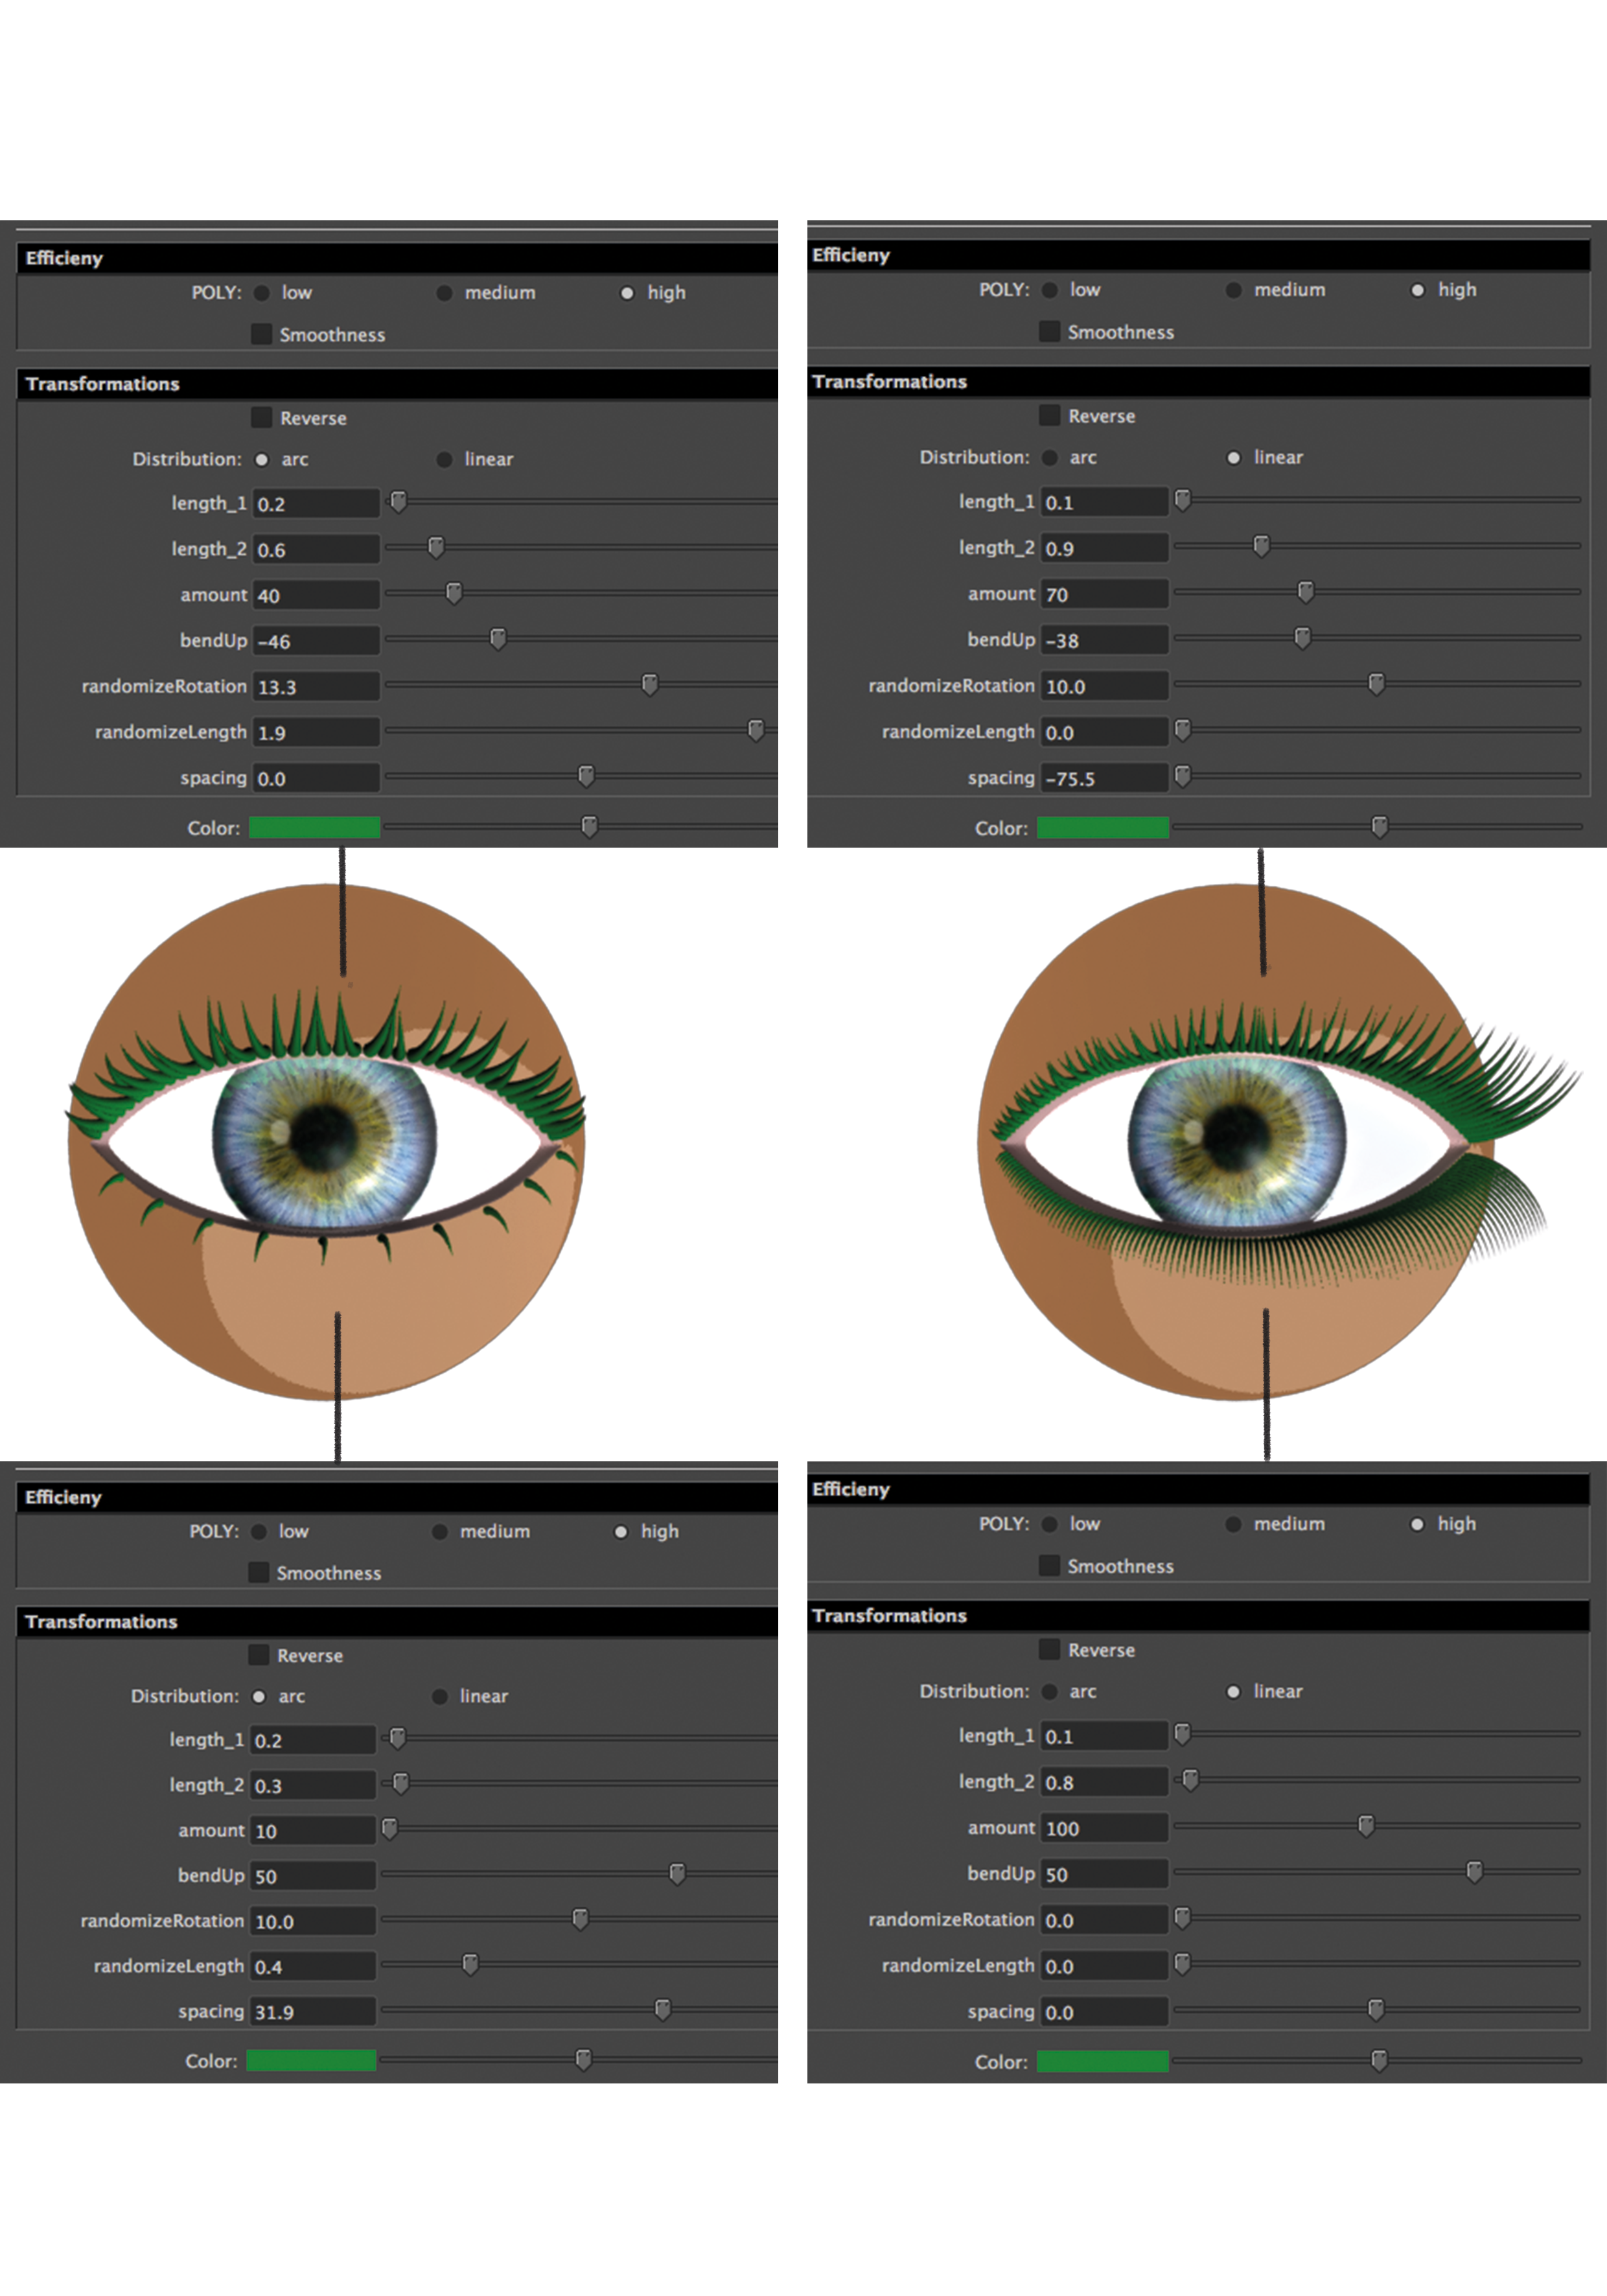 Efficieny
POLY: low medium high
Smoothness
Transformations
Reverse
Distribution: arc linear
length_1 0.2
length_2 0.6
amount 40
bendUp -46
randomizeRotation 13.3
randomizeLength 1.9
spacing 0.0
Color:
Efficieny
POLY: low medium high
Smoothness
Transformations
Reverse
Distribution: arc linear
length_1 0.1
length_2 0.9
amount 70
bendUp -38
randomizeRotation 10.0
randomizeLength 0.0
spacing -75.5
Color:
Efficieny
POLY: low medium high
Smoothness
Transformations
Reverse
Distribution: arc linear
length_1 0.2
length_2 0.3
amount 10
bendUp 50
randomizeRotation 10.0
randomizeLength 0.4
spacing 31.9
Color:
Efficieny
POLY: low medium high
Smoothness
Transformations
Reverse
Distribution: arc linear
length_1 0.1
length_2 0.8
amount 100
bendUp 50
randomizeRotation 0.0
randomizeLength 0.0
spacing 0.0
Color: